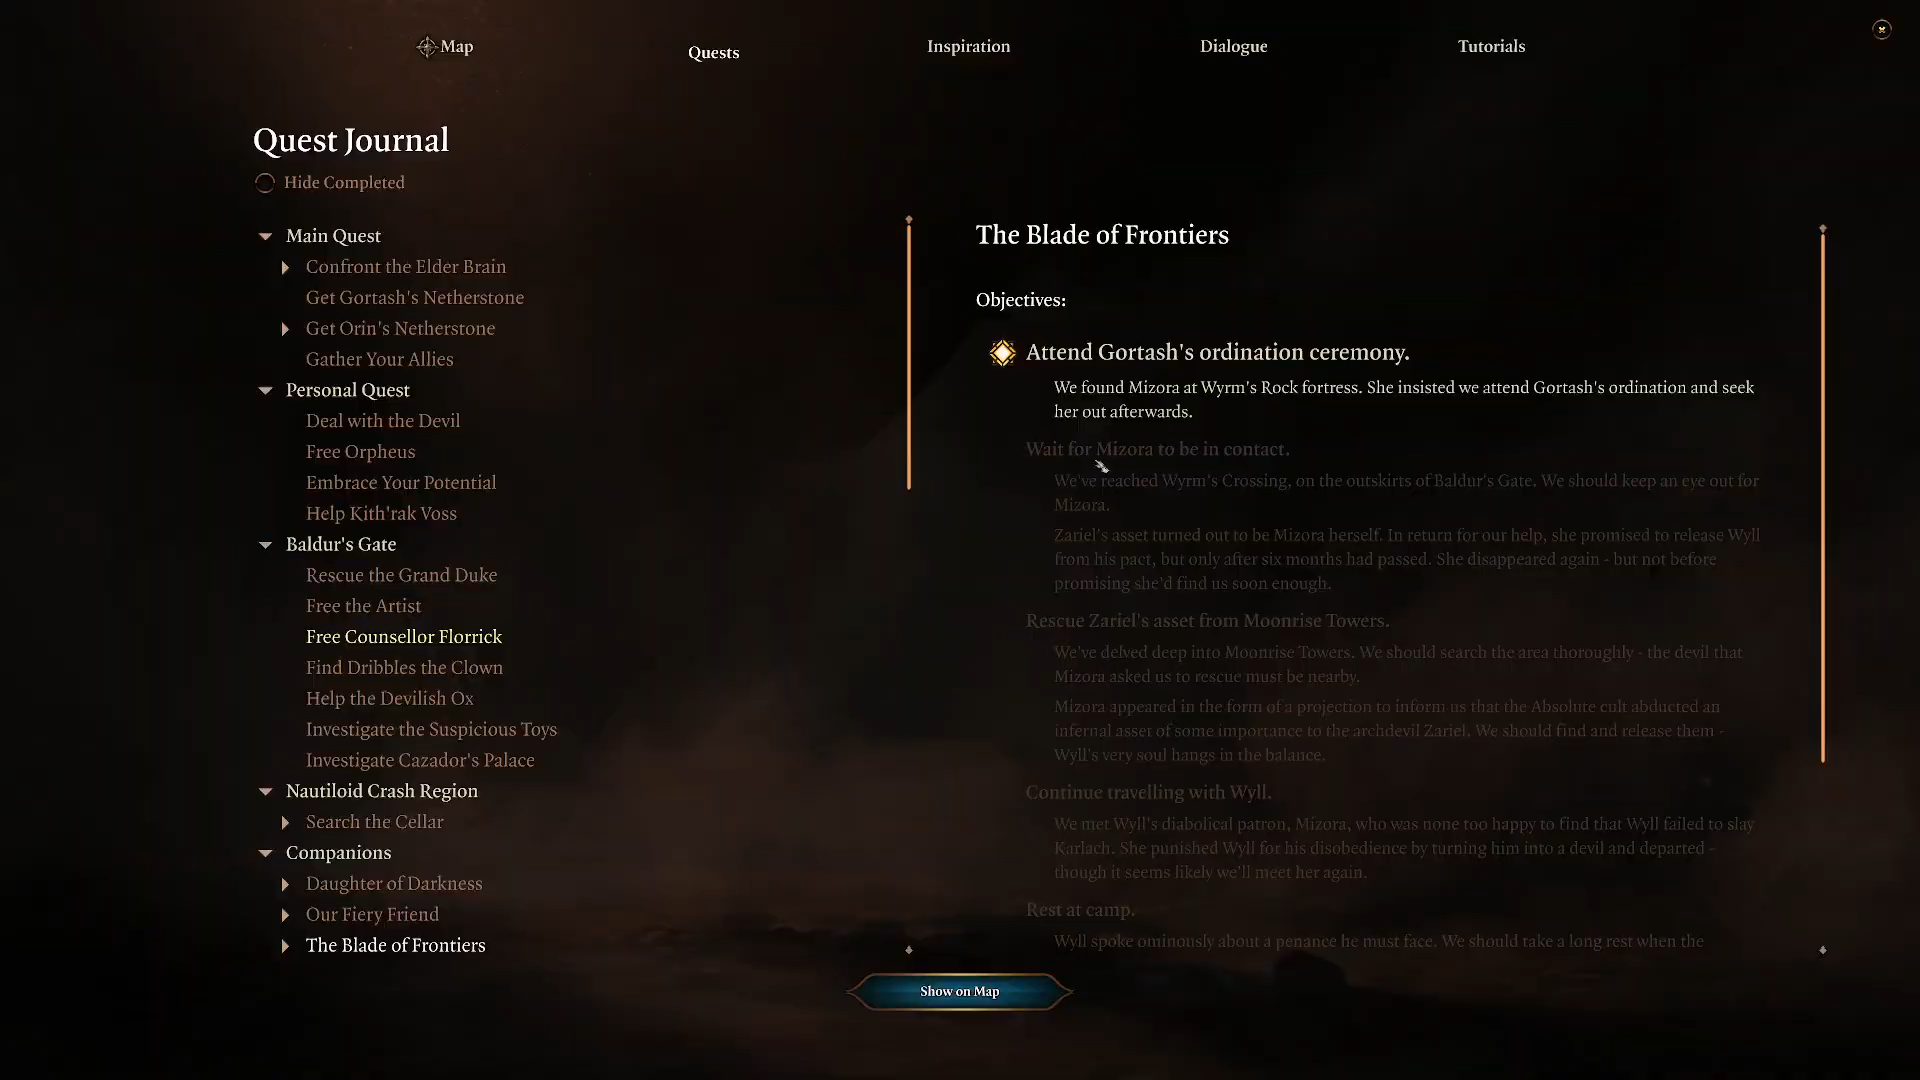 Map
Quests
Inspiration
Dialogue
Tutorials
Quest Journal
Hide Completed
Main Quest
Confront the Elder Brain
Get Gortash's Netherstone
Get Orin's Netherstone
Gather Your Allies
Personal Quest
Deal with the Devil
Free Orpheus
Embrace Your Potential
Help Kith'rak Voss
Baldur's Gate
Rescue the Grand Duke
Free the Artist
Free Counsellor Florrick
Find Dribbles the Clown
Help the Devilish Ox
Investigate the Suspicious Toys
Investigate Cazador's Palace
Nautiloid Crash Region
Search the Cellar
Companions
Daughter of Darkness
Our Fiery Friend
The Blade of Frontiers
The Blade of Frontiers
Objectives:
Attend Gortash's ordination ceremony.
We found Mizora at Wyrm's Rock fortress. She insisted we attend Gortash's ordination and seek
her out afterwards.
Wait for Mizora to be in contact.
We've reached Wyrm's Crossing, on the outskirts of Baldur's Gate. We should keep an eye out for
Mizora.
Zariel's asset turned out to be Mizora herself. In return for our help, she promised to release Wyll
from his pact, but only after six months had passed. She disappeared again - but not before
promising she'd find us soon enough.
Rescue Zariel's asset from Moonrise Towers.
We've delved deep into Moonrise Towers. We should search the area thoroughly - the devil that
Mizora asked us to rescue must be nearby.
Mizora appeared in the form of a projection to inform us that the Absolute cult abducted an
infernal asset of some importance to the archdevil Zariel. We should find and release them -
Wyll's very soul hangs in the balance.
Continue travelling with Wyll.
We met Wyll's diabolical patron, Mizora, who was none too happy to find that Wyll failed to slay
Karlach. She punished Wyll for his disobedience by turning him into a devil and departed -
though it seems likely we'll meet her again.
Rest at camp.
Wyll spoke ominously about a penance he must face. We should take a long rest when the
Show on Map